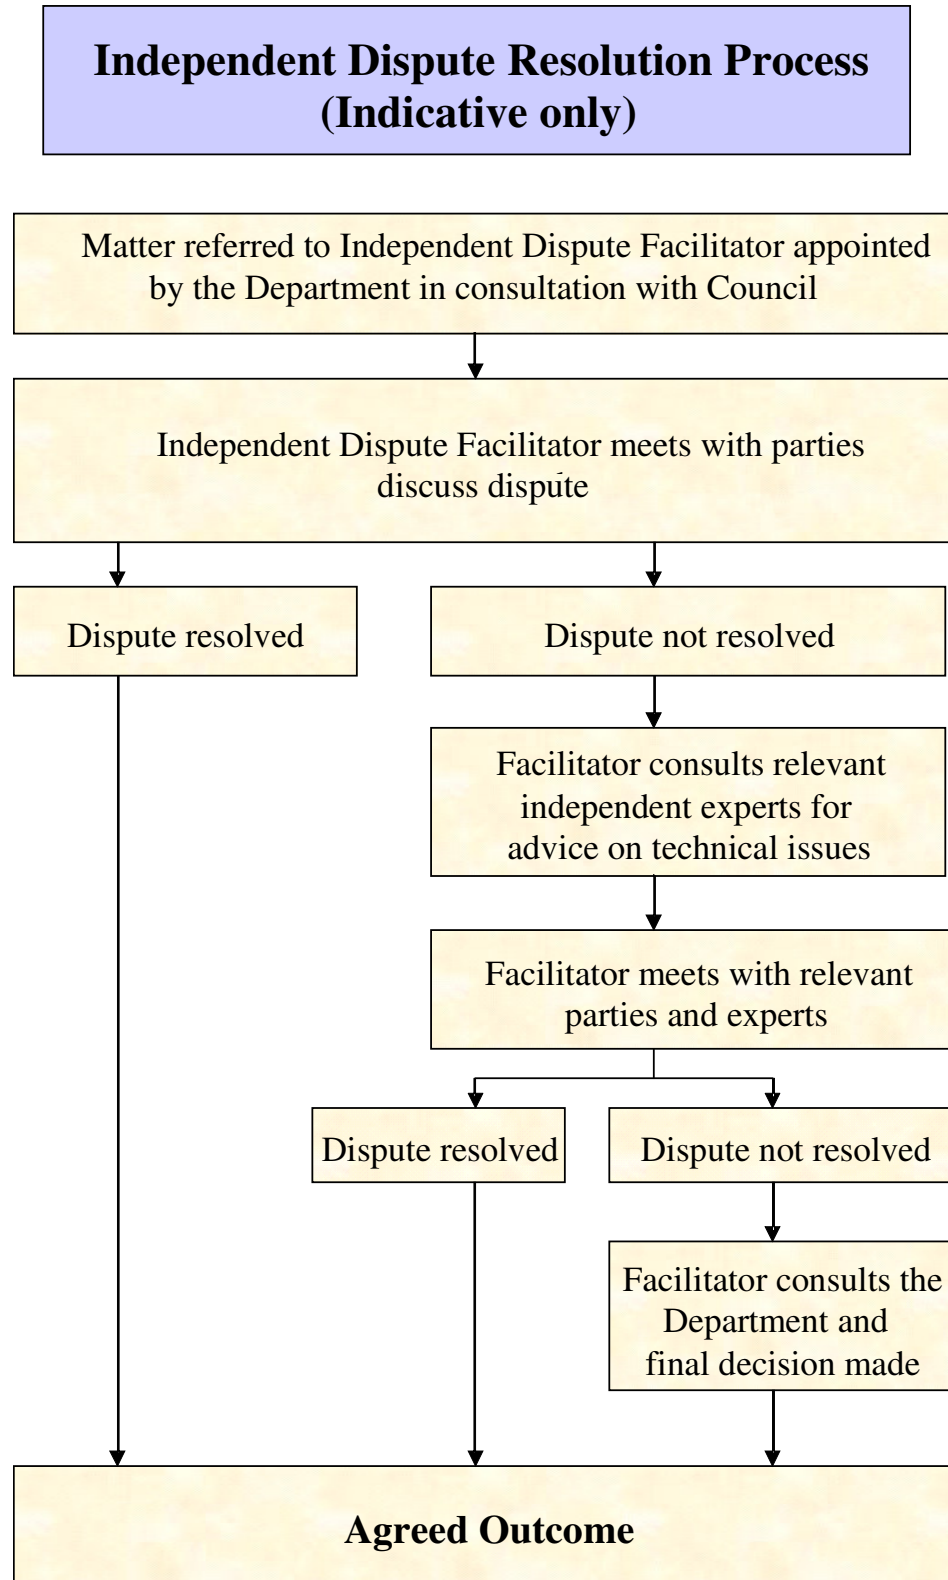 Independent Dispute Resolution Process
(Indicative only)
Matter referred to Independent Dispute Facilitator appointed
by the Department in consultation with Council
Independent Dispute Facilitator meets with parties
discuss dispute
Dispute resolved
Dispute not resolved
Facilitator consults relevant
independent experts for
advice on technical issues
Facilitator meets with relevant
parties and experts
Dispute resolved
Dispute not resolved
Facilitator consults the
Department and
final decision made
Agreed Outcome